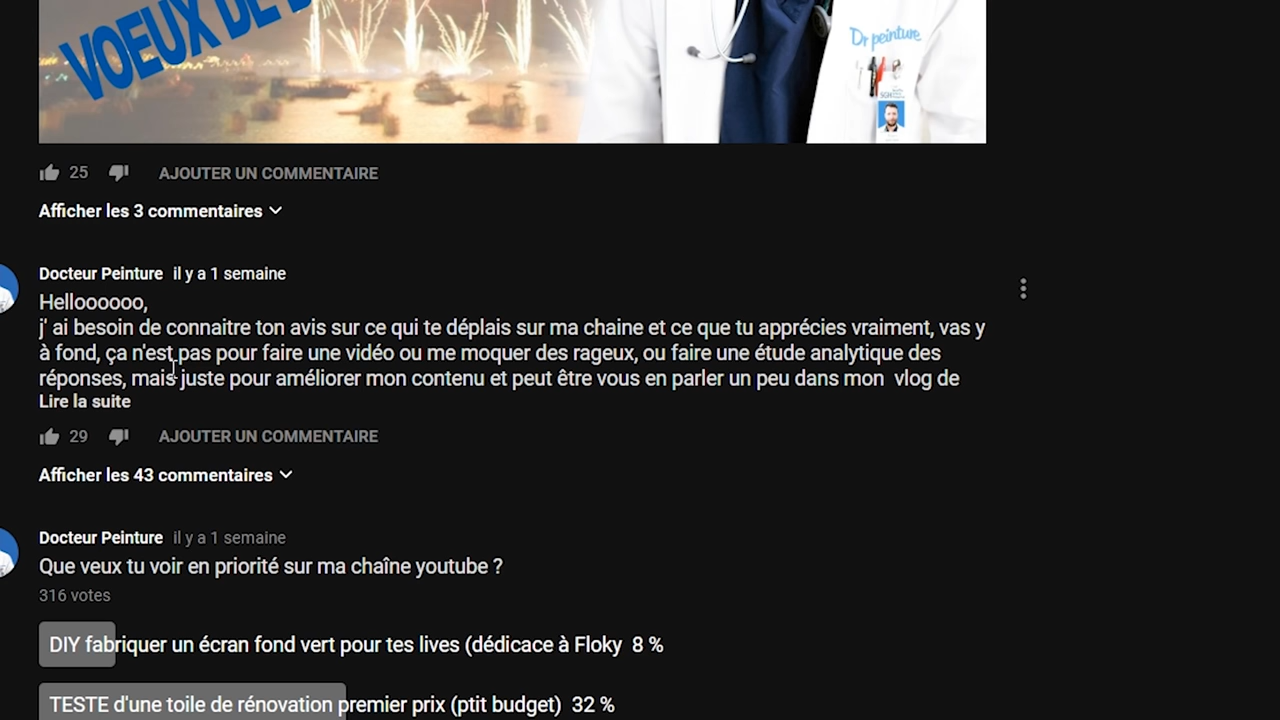 VOEUX DE
Dr peinture
25 AJOUTER UN COMMENTAIRE
Afficher les 3 commentaires
Docteur Peinture il y a 1 semaine
Helloooooo,
j' ai besoin de connaitre ton avis sur ce qui te déplais sur ma chaine et ce que tu apprécies vraiment, vas y
à fond, ça n'est pas pour faire une vidéo ou me moquer des rageux, ou faire une étude analytique des
réponses, mais juste pour améliorer mon contenu et peut être vous en parler un peu dans mon vlog de
Lire la suite
29 AJOUTER UN COMMENTAIRE
Afficher les 43 commentaires
Docteur Peinture il y a 1 semaine
Que veux tu voir en priorité sur ma chaîne youtube ?
316 votes
DIY fabriquer un écran fond vert pour tes lives (dédicace à Floky 8 %
TESTE d'une toile de rénovation premier prix (ptit budget) 32 %